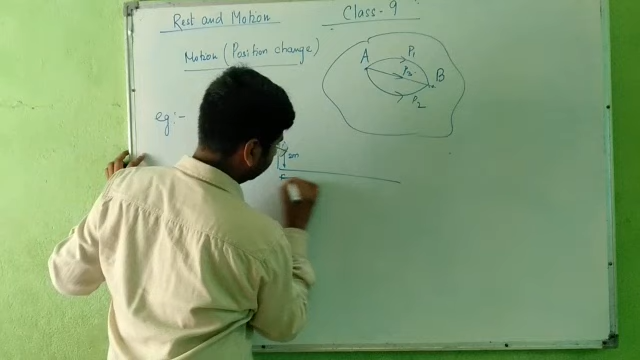 Rest and Motion Class-9
Motion (Position change)
A
P1
P3
B
P2
eg:-
2m